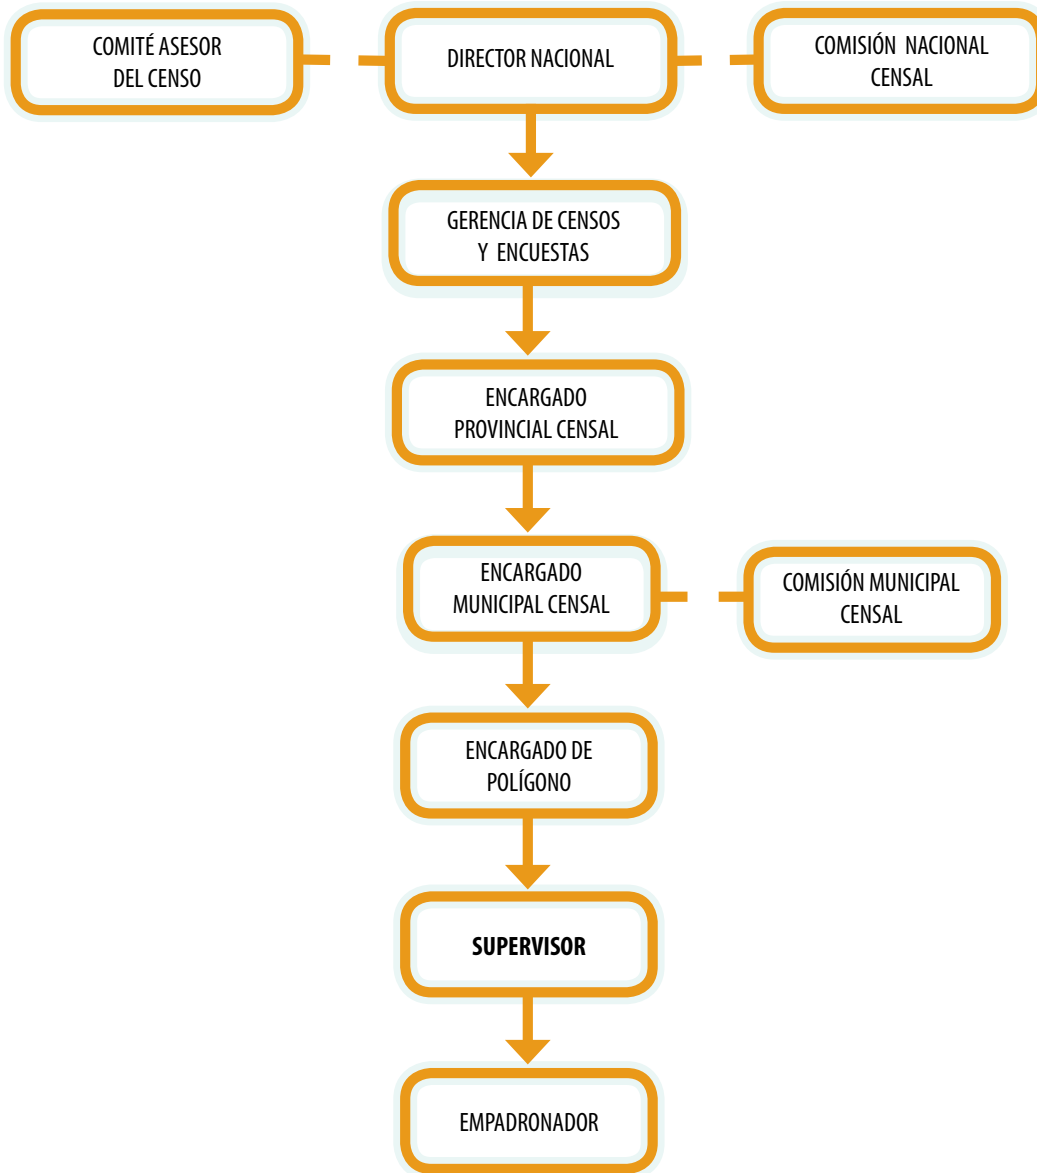 COMITÉ ASESOR
DEL CENSO
DIRECTOR NACIONAL
COMISIÓN NACIONAL
CENSAL
GERENCIA DE CENSOS
Y ENCUESTAS
ENCARGADO
PROVINCIAL CENSAL
ENCARGADO
MUNICIPAL CENSAL
COMISIÓN MUNICIPAL
CENSAL
ENCARGADO DE
POLÍGONO
SUPERVISOR
EMPADRONADOR